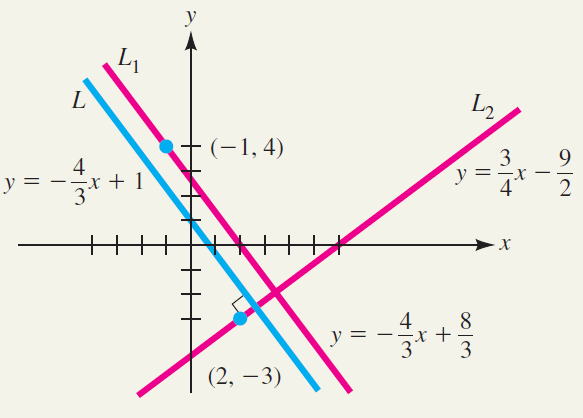 y
L₁
L
L₂
(−1, 4)
y = −4/3x + 1
y = 3/4x − 9/2
x
y = −4/3x + 8/3
(2, −3)